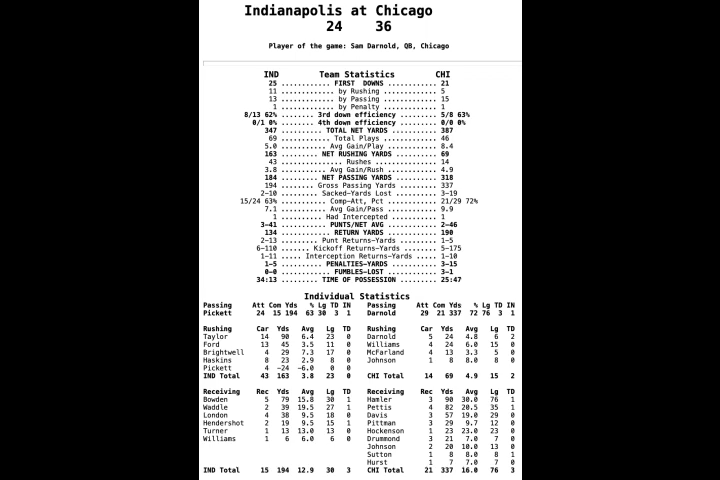 Indianapolis at Chicago
24 36
Player of the game: Sam Darnold, QB, Chicago
IND Team Statistics CHI
25 ............ FIRST DOWNS ............ 21
11 ............ by Rushing ............ 5
13 ............ by Passing ............ 15
1 ............ by Penalty ............ 1
8/13 62% ........ 3rd down efficiency ........ 5/8 63%
0/1 0% ........ 4th down efficiency ........ 0/0 0%
347 .......... TOTAL NET YARDS .......... 387
69 ............ Total Plays ............ 46
5.0 ........... Avg Gain/Play ........... 8.4
163 ......... NET RUSHING YARDS ......... 69
43 .............. Rushes .............. 14
3.8 ........... Avg Gain/Rush ........... 4.9
184 ......... NET PASSING YARDS ......... 318
194 ........ Gross Passing Yards ........ 337
2-10 ........ Sacked-Yards Lost ........ 3-19
15/24 63% ........... Comp-Att, Pct ........... 21/29 72%
7.1 ........... Avg Gain/Pass ........... 9.9
1 .......... Had Intercepted .......... 1
3-41 .......... PUNTS/NET AVG .......... 2-46
134 ............ RETURN YARDS ............ 190
2-13 ........ Punt Returns-Yards ........ 1-5
6-110 ....... Kickoff Returns-Yards ....... 5-175
1-11 ..... Interception Returns-Yards ..... 1-10
1-5 .......... PENALTIES-YARDS .......... 3-15
0-0 ............ FUMBLES-LOST ............ 3-1
34:13 ......... TIME OF POSSESSION ......... 25:47
Individual Statistics
Passing Att Com Yds % Lg TD IN Passing Att Com Yds % Lg TD IN
Pickett 24 15 194 63 30 3 1 Darnold 29 21 337 72 76 3 1
Rushing Car Yds Avg Lg TD Rushing Car Yds Avg Lg TD
Taylor 14 90 6.4 23 0 Darnold 5 24 4.8 6 2
Ford 13 45 3.5 11 0 Williams 4 24 6.0 15 0
Brightwell 4 29 7.3 17 0 McFarland 4 13 3.3 5 0
Haskins 8 23 2.9 8 0 Johnson 1 8 8.0 8 0
Pickett 4 -24 -6.0 0 0
IND Total 43 163 3.8 23 0 CHI Total 14 69 4.9 15 2
Receiving Rec Yds Avg Lg TD Receiving Rec Yds Avg Lg TD
Bowden 5 79 15.8 30 1 Hamler 3 90 30.0 76 1
Waddle 2 39 19.5 27 1 Pettis 4 82 20.5 35 1
London 4 38 9.5 18 0 Davis 3 57 19.0 29 0
Hendershot 2 19 9.5 15 1 Pittman 3 29 9.7 12 0
Turner 1 13 13.0 13 0 Hockenson 1 23 23.0 23 0
Williams 1 6 6.0 6 0 Drummond 3 21 7.0 7 0
Johnson 2 20 10.0 13 0
Sutton 1 8 8.0 8 1
Hurst 1 7 7.0 7 0
IND Total 15 194 12.9 30 3 CHI Total 21 337 16.0 76 3